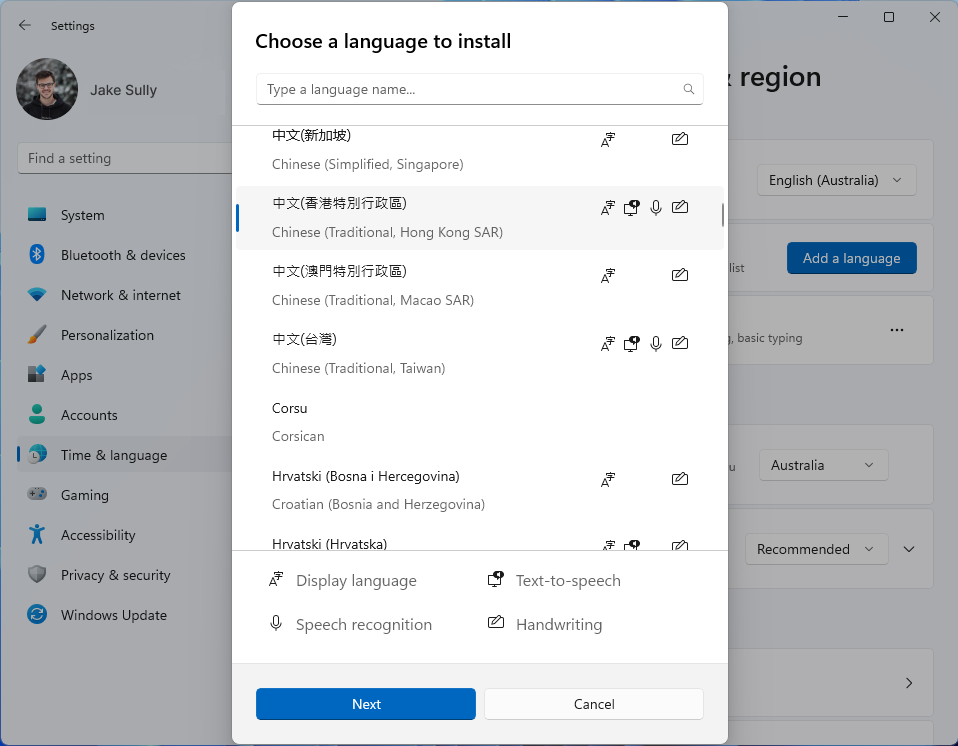 Settings
Jake Sully
Find a setting
System
Bluetooth & devices
Network & internet
Personalization
Apps
Accounts
Time & language
Gaming
Accessibility
Privacy & security
Windows Update
Choose a language to install
Type a language name...
中文(新加坡)
Chinese (Simplified, Singapore)
中文(香港特別行政區)
Chinese (Traditional, Hong Kong SAR)
中文(澳門特別行政區)
Chinese (Traditional, Macao SAR)
中文(台灣)
Chinese (Traditional, Taiwan)
Corsu
Corsican
Hrvatski (Bosna i Hercegovina)
Croatian (Bosnia and Herzegovina)
Hrvatski (Hrvatska)
Display language
Text-to-speech
Speech recognition
Handwriting
Next
Cancel
& region
English (Australia)
list
Add a language
, basic typing
Australia
Recommended